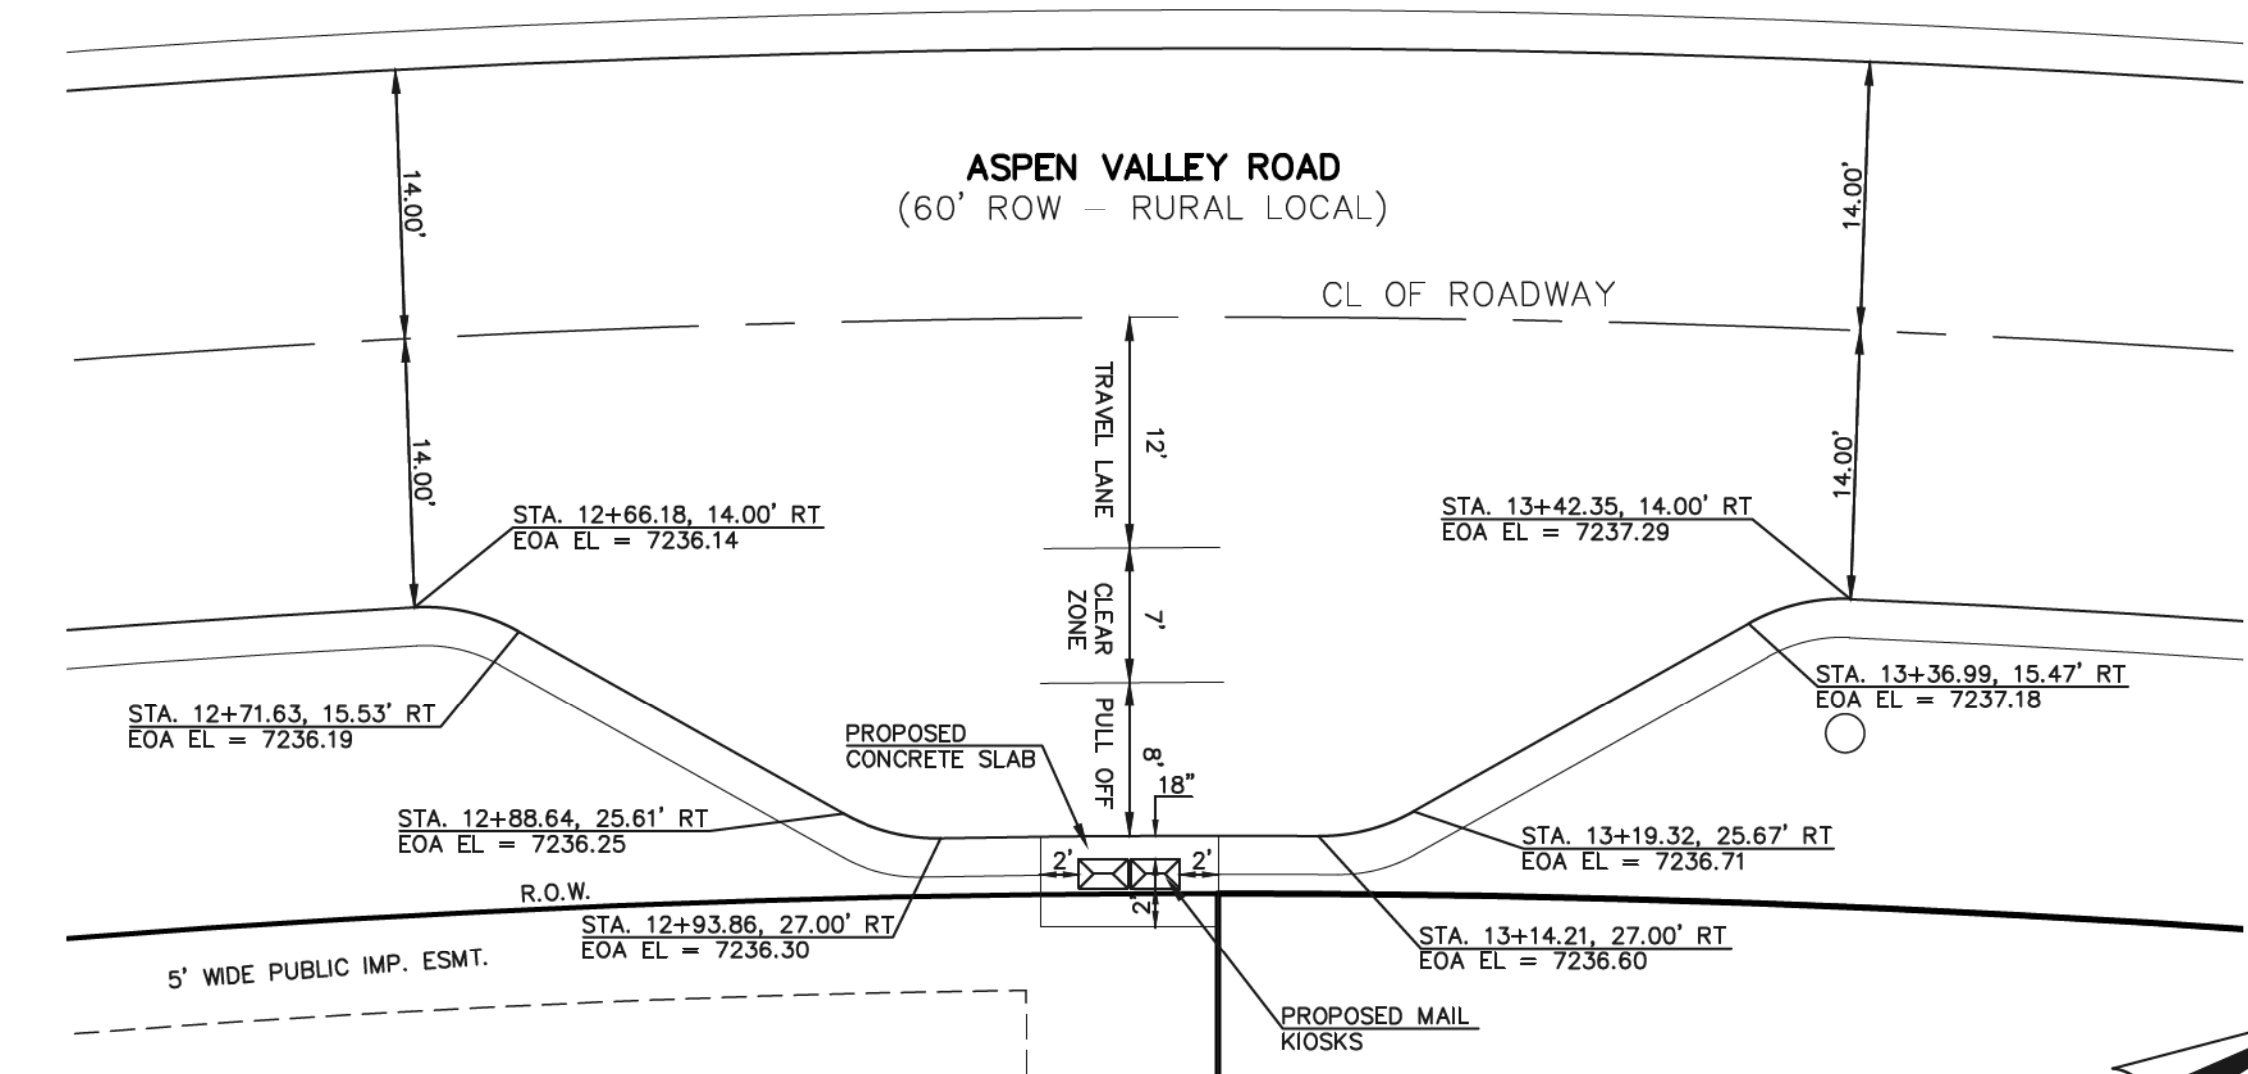 ASPEN VALLEY ROAD
(60' ROW – RURAL LOCAL)
14.00'
14.00'
CL OF ROADWAY
14.00'
14.00'
TRAVEL LANE
12'
CLEAR
ZONE
7'
PULL OFF
8'
18"
STA. 12+66.18, 14.00' RT
EOA EL = 7236.14
STA. 13+42.35, 14.00' RT
EOA EL = 7237.29
STA. 12+71.63, 15.53' RT
EOA EL = 7236.19
STA. 13+36.99, 15.47' RT
EOA EL = 7237.18
PROPOSED
CONCRETE SLAB
STA. 12+88.64, 25.61' RT
EOA EL = 7236.25
STA. 13+19.32, 25.67' RT
EOA EL = 7236.71
2'
2'
2'
R.O.W.
STA. 12+93.86, 27.00' RT
EOA EL = 7236.30
STA. 13+14.21, 27.00' RT
EOA EL = 7236.60
5' WIDE PUBLIC IMP. ESMT.
PROPOSED MAIL
KIOSKS